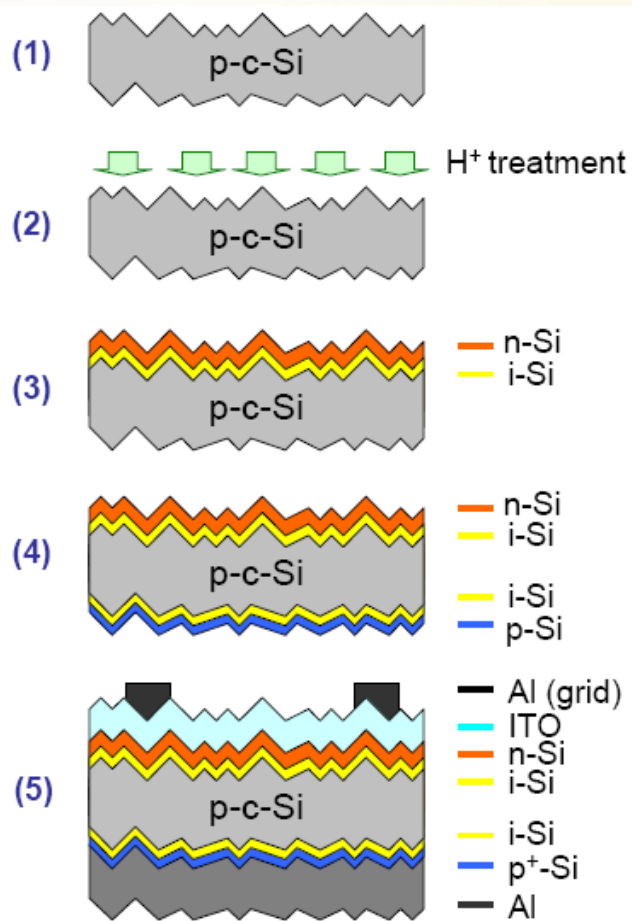 (1)
p-c-Si
H⁺ treatment
(2)
p-c-Si
n-Si
i-Si
(3)
p-c-Si
n-Si
i-Si
(4)
p-c-Si
i-Si
p-Si
Al (grid)
ITO
n-Si
i-Si
(5)
p-c-Si
i-Si
p⁺-Si
Al